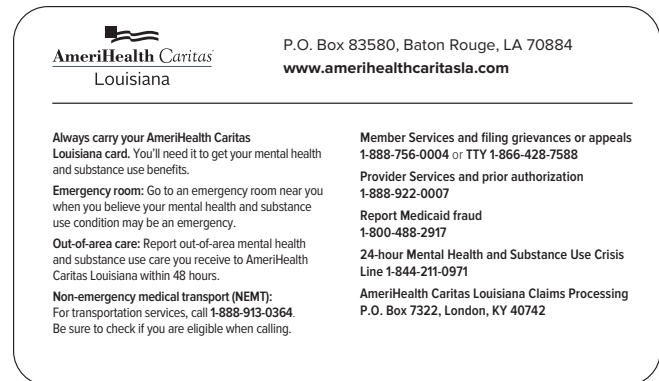 AmeriHealth Caritas
Louisiana
P.O. Box 83580, Baton Rouge, LA 70884
www.amerihealthcaritasla.com
Always carry your AmeriHealth Caritas
Louisiana card. You’ll need it to get your mental health
and substance use benefits.
Emergency room: Go to an emergency room near you
when you believe your mental health and substance
use condition may be an emergency.
Out-of-area care: Report out-of-area mental health
and substance use care you receive to AmeriHealth
Caritas Louisiana within 48 hours.
Non-emergency medical transport (NEMT):
For transportation services, call 1-888-913-0364.
Be sure to check if you are eligible when calling.
Member Services and filing grievances or appeals
1-888-756-0004 or TTY 1-866-428-7588
Provider Services and prior authorization
1-888-922-0007
Report Medicaid fraud
1-800-488-2917
24-hour Mental Health and Substance Use Crisis
Line 1-844-211-0971
AmeriHealth Caritas Louisiana Claims Processing
P.O. Box 7322, London, KY 40742